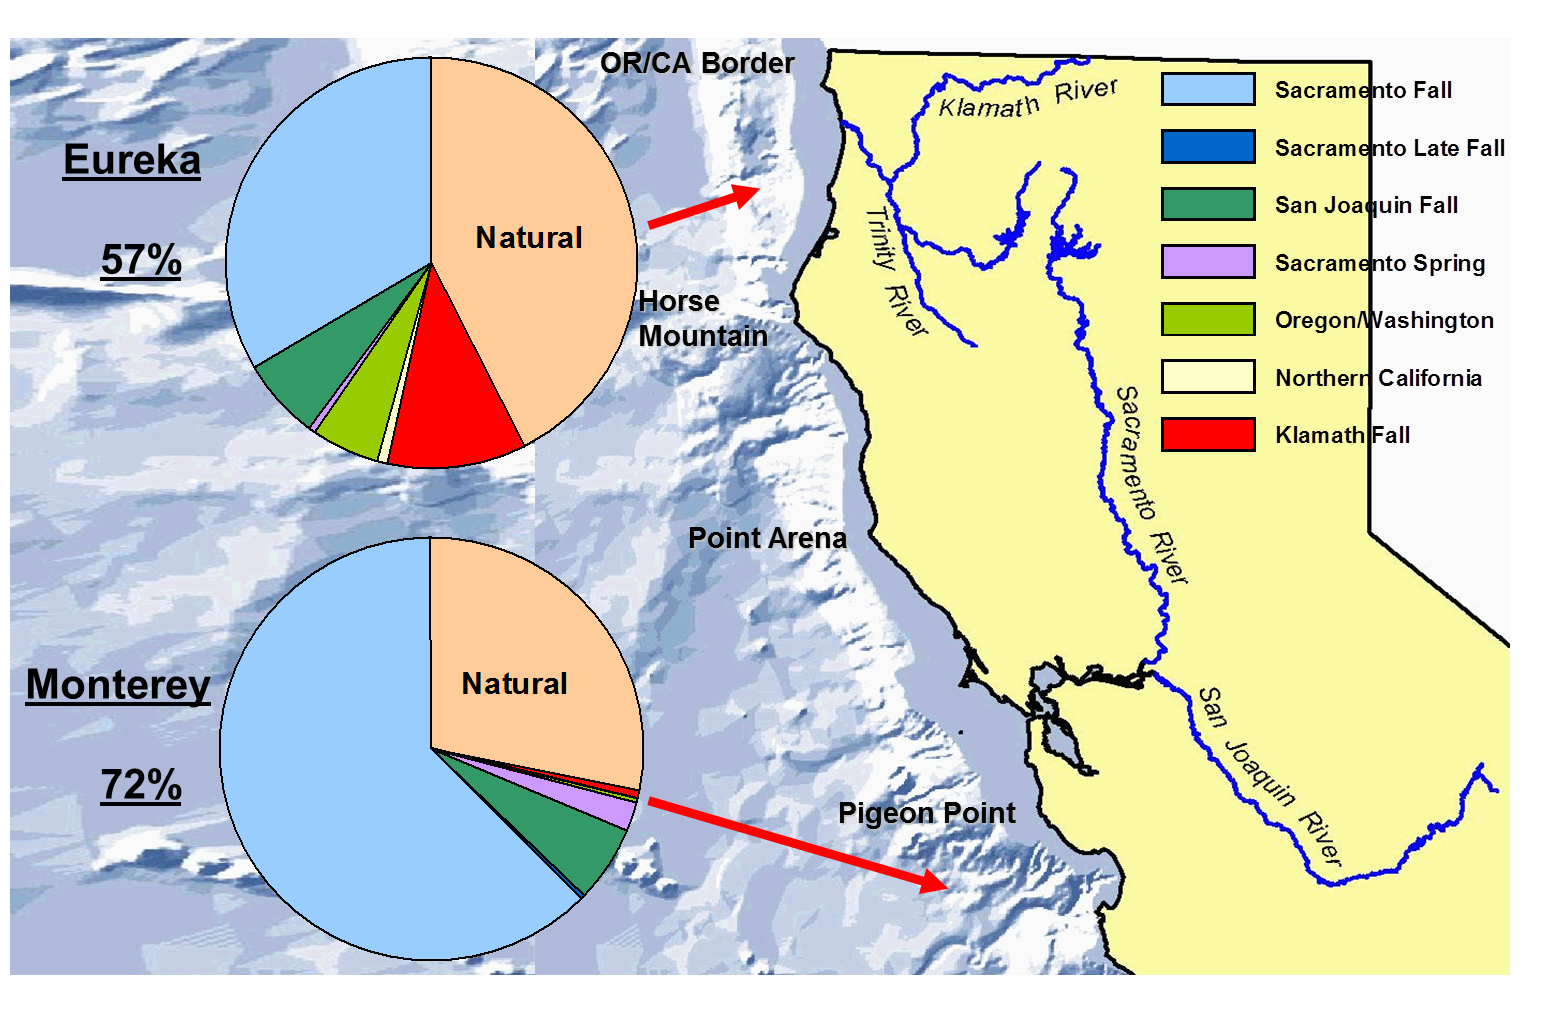 OR/CA Border
Klamath River
Sacramento Fall
Sacramento Late Fall
San Joaquin Fall
Sacramento Spring
Oregon/Washington
Northern California
Klamath Fall
Eureka
57%
Natural
Trinity River
Horse
Mountain
Sacramento River
Point Arena
Monterey
72%
Natural
San Joaquin River
Pigeon Point